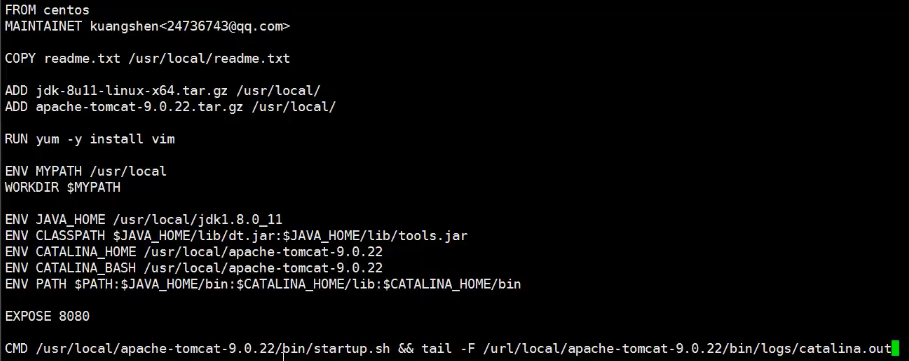 FROM centos
MAINTAINET kuangshen<24736743@qq.com>
COPY readme.txt /usr/local/readme.txt
ADD jdk-8u11-linux-x64.tar.gz /usr/local/
ADD apache-tomcat-9.0.22.tar.gz /usr/local/
RUN yum -y install vim
ENV MYPATH /usr/local
WORKDIR $MYPATH
ENV JAVA_HOME /usr/local/jdk1.8.0_11
ENV CLASSPATH $JAVA_HOME/lib/dt.jar:$JAVA_HOME/lib/tools.jar
ENV CATALINA_HOME /usr/local/apache-tomcat-9.0.22
ENV CATALINA_BASH /usr/local/apache-tomcat-9.0.22
ENV PATH $PATH:$JAVA_HOME/bin:$CATALINA_HOME/lib:$CATALINA_HOME/bin
EXPOSE 8080
CMD /usr/local/apache-tomcat-9.0.22/bin/startup.sh && tail -F /url/local/apache-tomcat-9.0.22/bin/logs/catalina.out